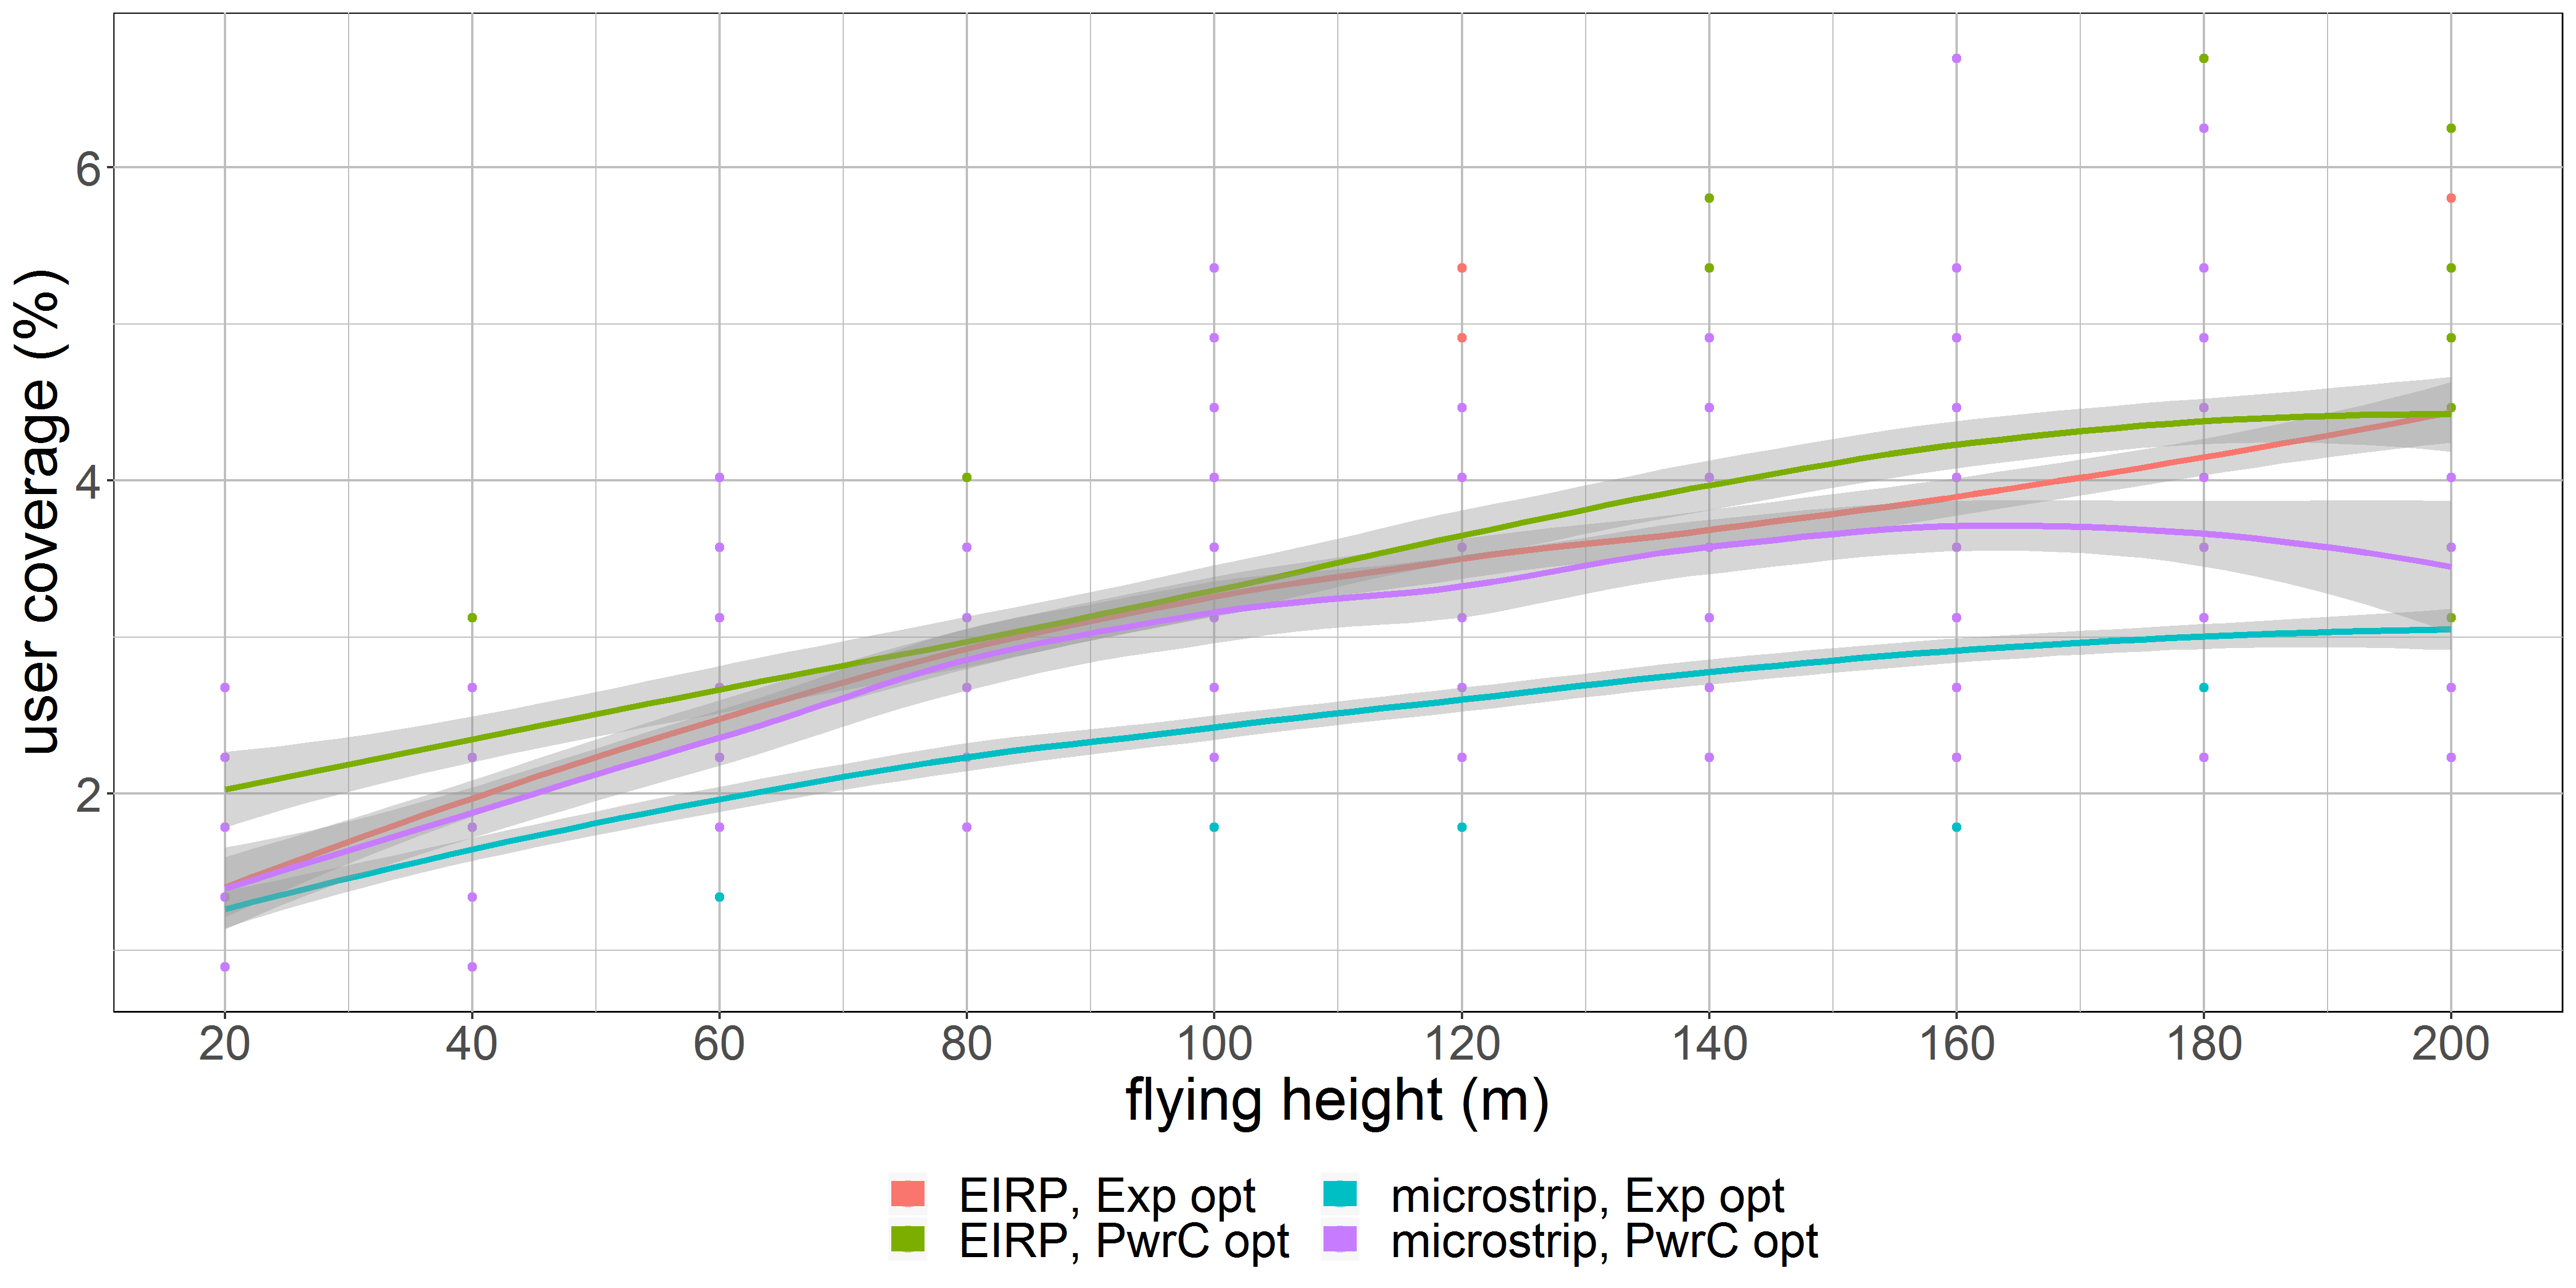 user coverage (%)
6
4
2
20 40 60 80 100 120 140 160 180 200
flying height (m)
EIRP, Exp opt microstrip, Exp opt
EIRP, PwrC opt microstrip, PwrC opt